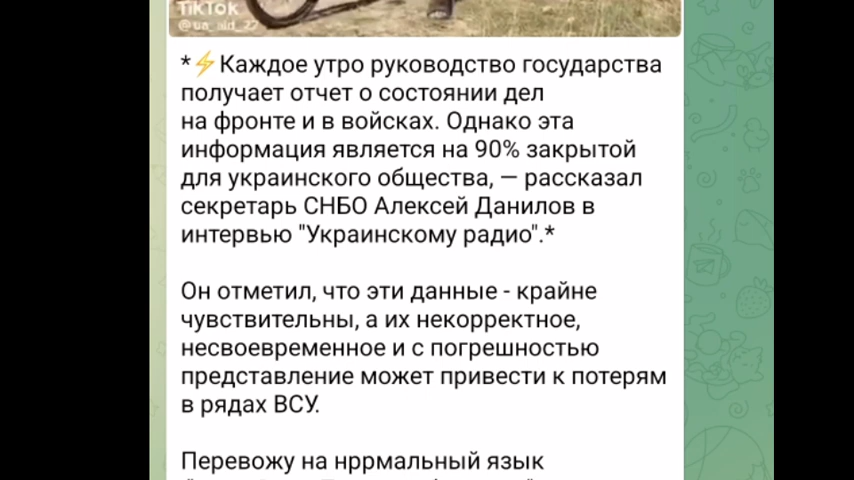 TikTok
*⚡Каждое утро руководство государства
получает отчет о состоянии дел
на фронте и в войсках. Однако эта
информация является на 90% закрытой
для украинского общества, — рассказал
секретарь СНБО Алексей Данилов в
интервью "Украинскому радио".*
Он отметил, что эти данные - крайне
чувствительны, а их некорректное,
несвоевременное и с погрешностью
представление может привести к потерям
в рядах ВСУ.
Перевожу на нррмальный язык